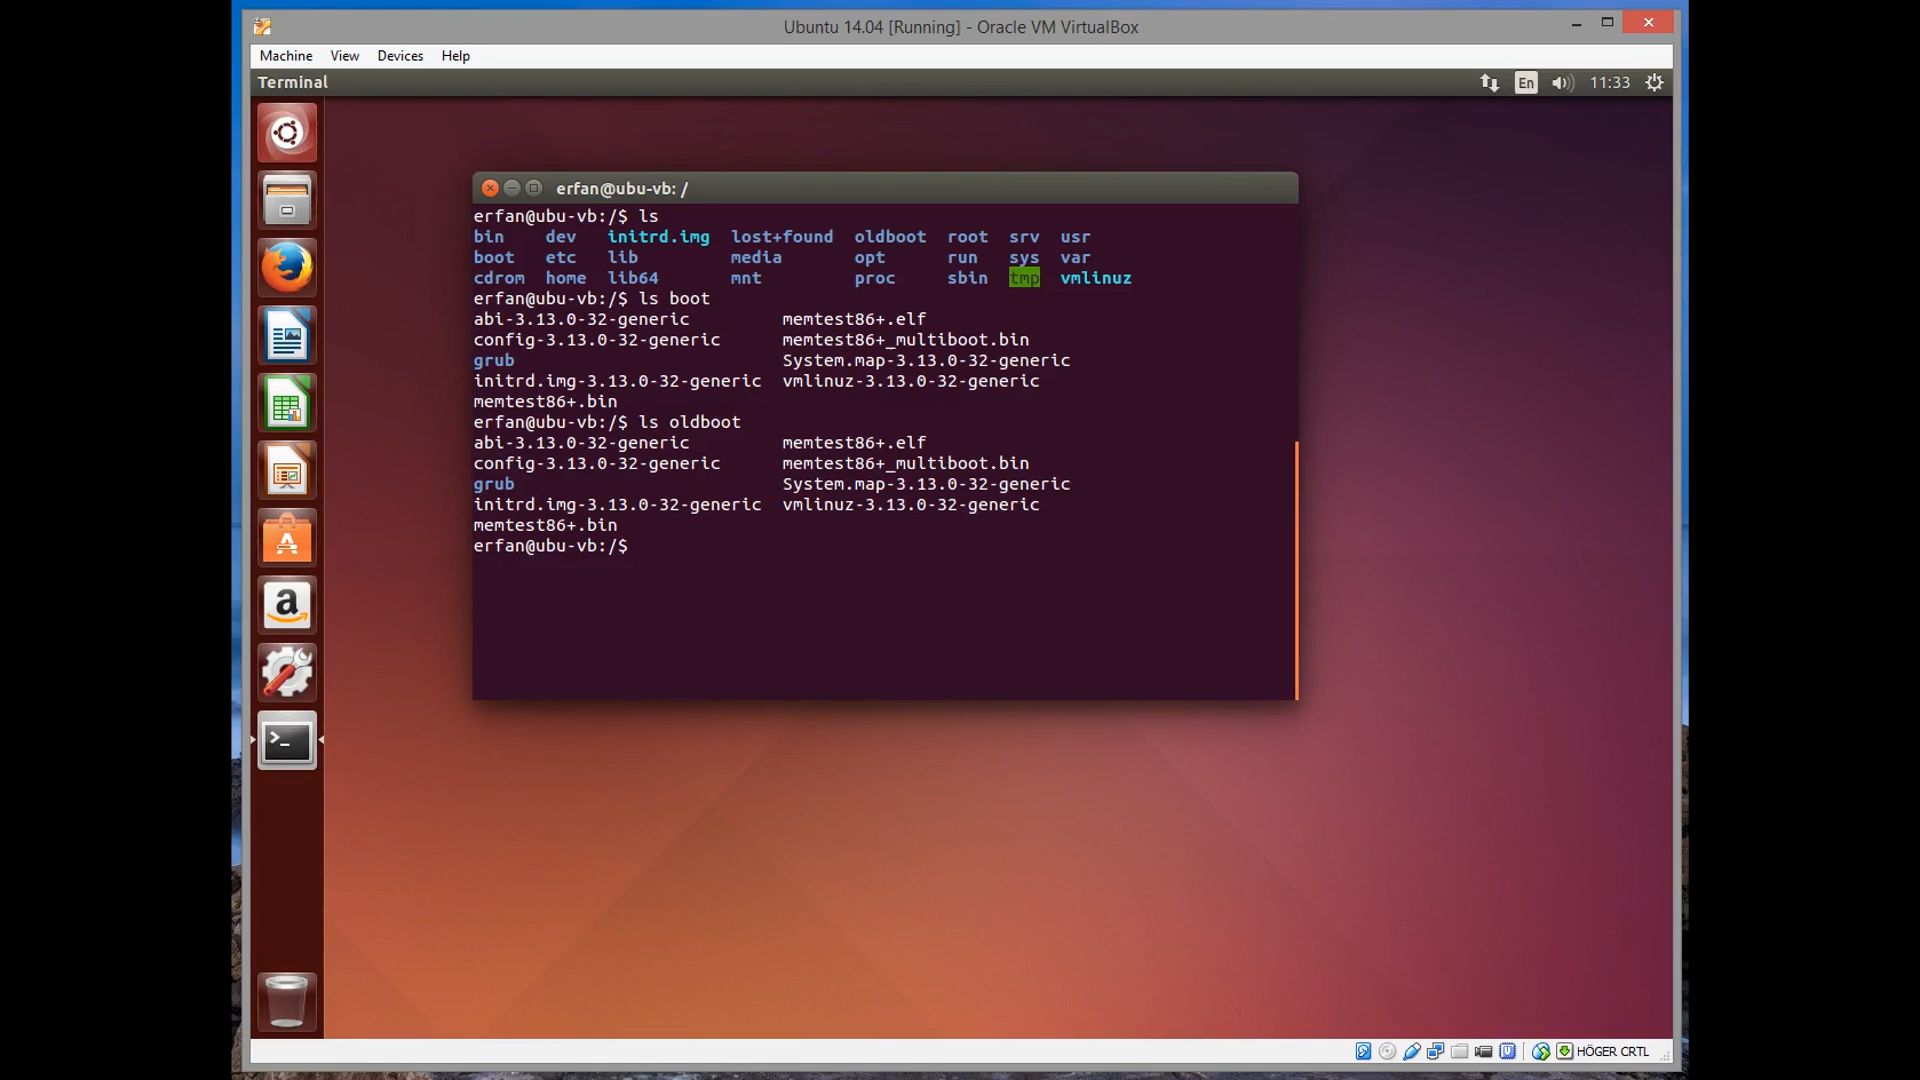 Ubuntu 14.04 [Running] - Oracle VM VirtualBox
Machine View Devices Help
Terminal En 11:33
erfan@ubu-vb: /
erfan@ubu-vb:/$ ls
bin dev initrd.img lost+found oldboot root srv usr
boot etc lib media opt run sys var
cdrom home lib64 mnt proc sbin tmp vmlinuz
erfan@ubu-vb:/$ ls boot
abi-3.13.0-32-generic memtest86+.elf
config-3.13.0-32-generic memtest86+_multiboot.bin
grub System.map-3.13.0-32-generic
initrd.img-3.13.0-32-generic vmlinuz-3.13.0-32-generic
memtest86+.bin
erfan@ubu-vb:/$ ls oldboot
abi-3.13.0-32-generic memtest86+.elf
config-3.13.0-32-generic memtest86+_multiboot.bin
grub System.map-3.13.0-32-generic
initrd.img-3.13.0-32-generic vmlinuz-3.13.0-32-generic
memtest86+.bin
erfan@ubu-vb:/$
HÖGER CRTL